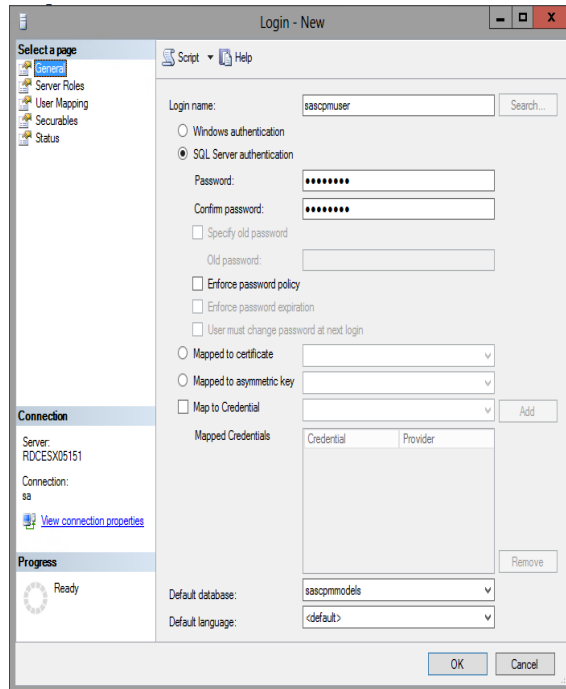 Login - New
Select a page
General
Server Roles
User Mapping
Securables
Status
Script
Help
Login name:
sascpmuser
Search...
Windows authentication
SQL Server authentication
Password:
••••••••
Confirm password:
••••••••
Specify old password
Old password:
Enforce password policy
Enforce password expiration
User must change password at next login
Mapped to certificate
Mapped to asymmetric key
Map to Credential
Add
Mapped Credentials
Credential
Provider
Remove
Default database:
sascpmmodels
Default language:
<default>
Connection
Server:
RDCESX05151
Connection:
sa
View connection properties
Progress
Ready
OK
Cancel